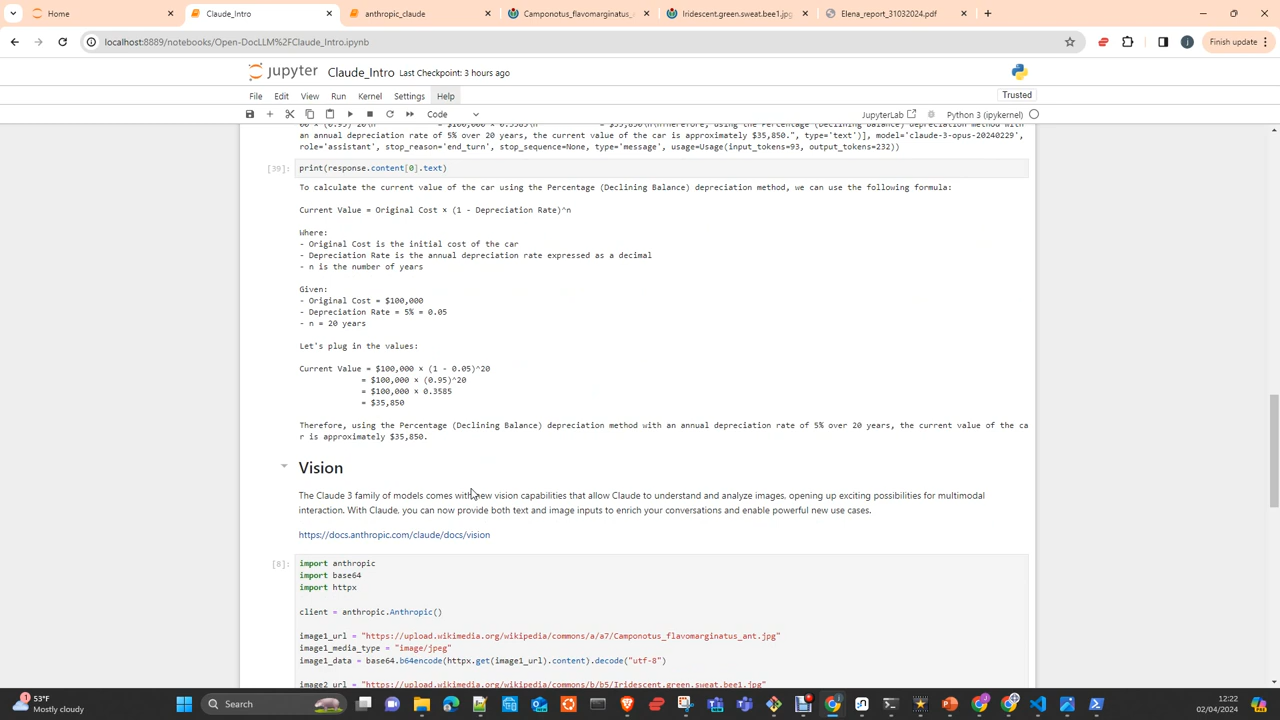 Home
Claude_Intro
anthropic_claude
Camponotus_flavomarginatus_
Iridescent.green.sweat.bee1.jpg
Elena_report_31032024.pdf
localhost:8889/notebooks/Open-DocLLM%2FClaude_Intro.ipynb
Finish update
jupyter Claude_Intro Last Checkpoint: 3 hours ago
File Edit View Run Kernel Settings Help
Trusted
Code
JupyterLab
Python 3 (ipykernel)
an annual depreciation rate of 5% over 20 years, the current value of the car is approximately $35,850.", type='text')], model='claude-3-opus-20240229',
role='assistant', stop_reason='end_turn', stop_sequence=None, type='message', usage=Usage(input_tokens=93, output_tokens=232))
[39]: print(response.content[0].text)
To calculate the current value of the car using the Percentage (Declining Balance) depreciation method, we can use the following formula:
Current Value = Original Cost × (1 - Depreciation Rate)^n
Where:
- Original Cost is the initial cost of the car
- Depreciation Rate is the annual depreciation rate expressed as a decimal
- n is the number of years
Given:
- Original Cost = $100,000
- Depreciation Rate = 5% = 0.05
- n = 20 years
Let's plug in the values:
Current Value = $100,000 × (1 - 0.05)^20
= $100,000 × (0.95)^20
= $100,000 × 0.3585
= $35,850
Therefore, using the Percentage (Declining Balance) depreciation method with an annual depreciation rate of 5% over 20 years, the current value of the ca
r is approximately $35,850.
Vision
The Claude 3 family of models comes with new vision capabilities that allow Claude to understand and analyze images, opening up exciting possibilities for multimodal
interaction. With Claude, you can now provide both text and image inputs to enrich your conversations and enable powerful new use cases.
https://docs.anthropic.com/claude/docs/vision
[8]: import anthropic
import base64
import httpx
client = anthropic.Anthropic()
image1_url = "https://upload.wikimedia.org/wikipedia/commons/a/a7/Camponotus_flavomarginatus_ant.jpg"
image1_media_type = "image/jpeg"
image1_data = base64.b64encode(httpx.get(image1_url).content).decode("utf-8")
image2_url = "https://upload.wikimedia.org/wikipedia/commons/b/b5/Iridescent.green.sweat.bee1.jpg"
53°F
Mostly cloudy
Search
12:22
02/04/2024